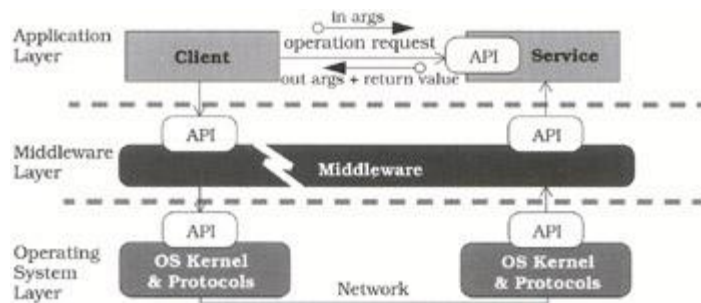 in args
Application
Layer
Client
operation request
API
Service
out args + return value
API
API
Middleware
Layer
Middleware
API
API
Operating
System
Layer
OS Kernel
& Protocols
OS Kernel
& Protocols
Network